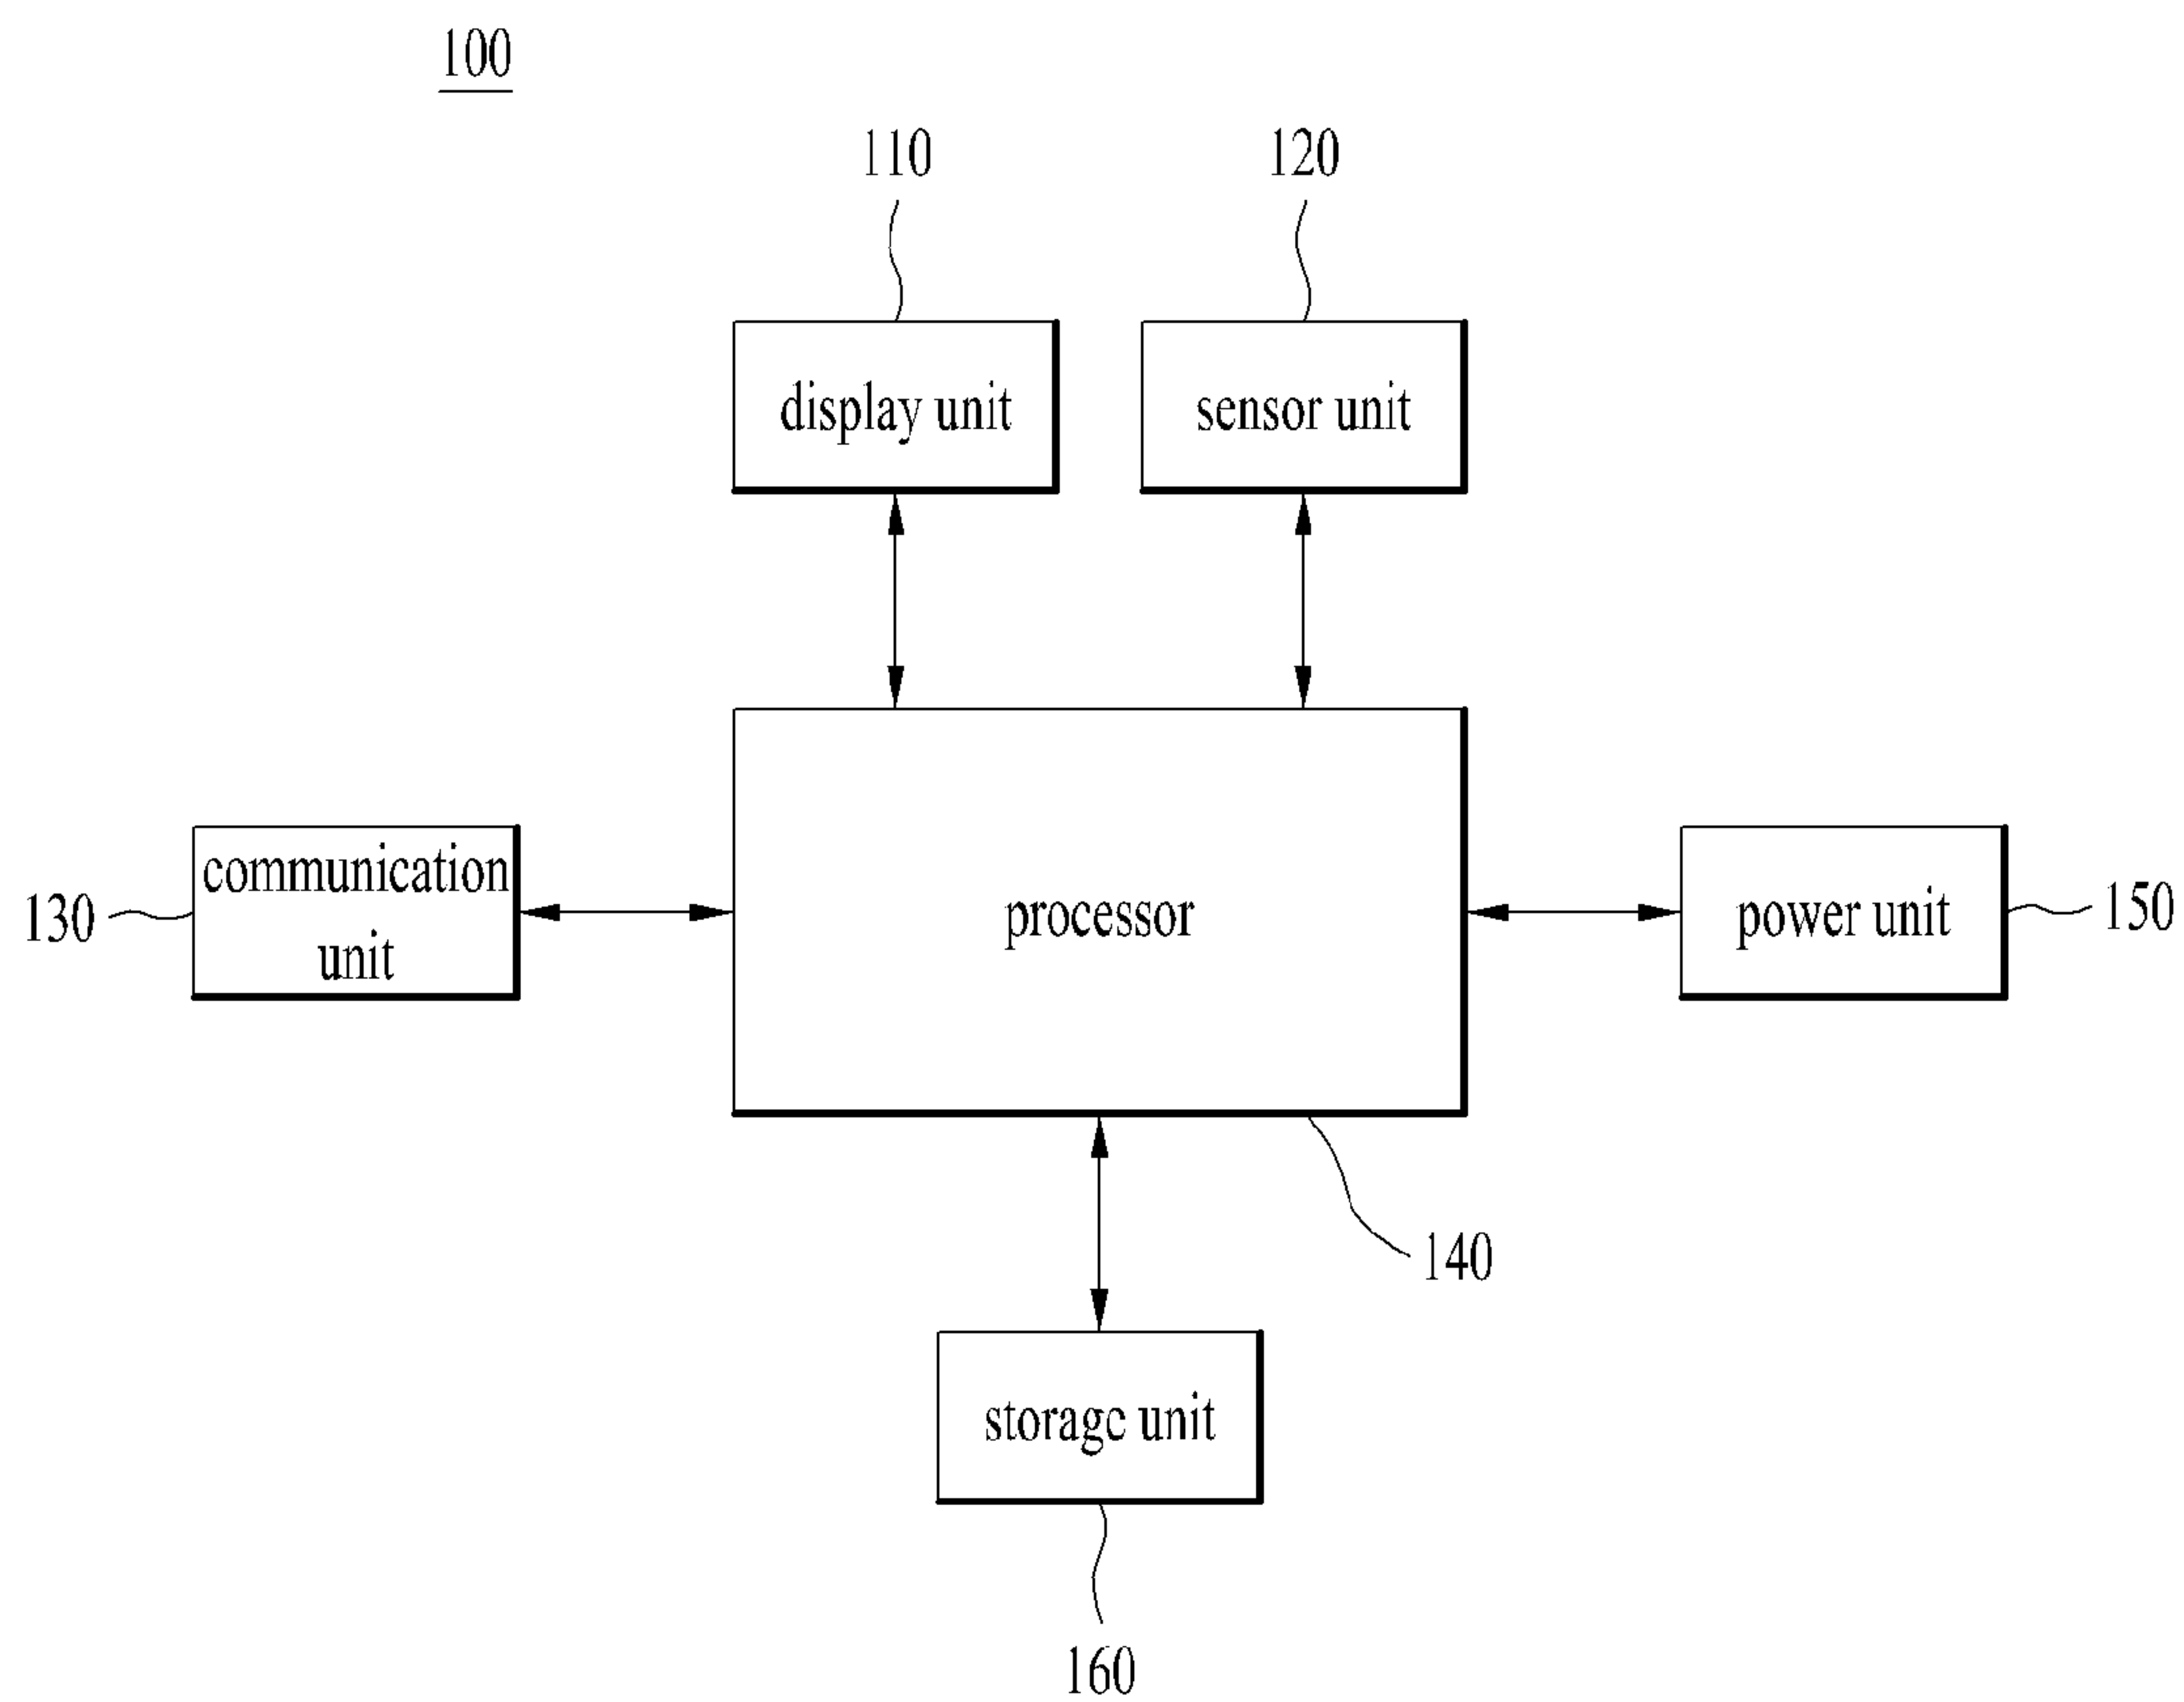 100
110
120
display unit
sensor unit
communication
unit
130
processor
power unit
150
140
storage unit
160